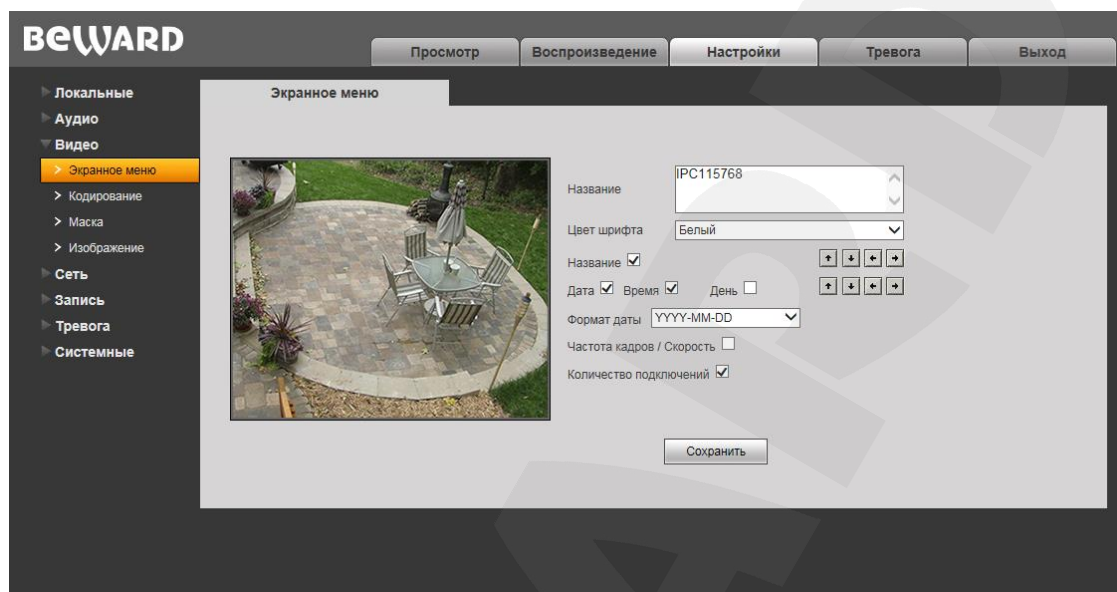 BEWARD
Просмотр
Воспроизведение
Настройки
Тревога
Выход
Локальные
Аудио
Видео
> Экранное меню
> Кодирование
> Маска
> Изображение
Сеть
Запись
Тревога
Системные
Экранное меню
Название IPC115768
Цвет шрифта Белый
Название
Дата Время День
Формат даты YYYY-MM-DD
Частота кадров / Скорость
Количество подключений
Сохранить